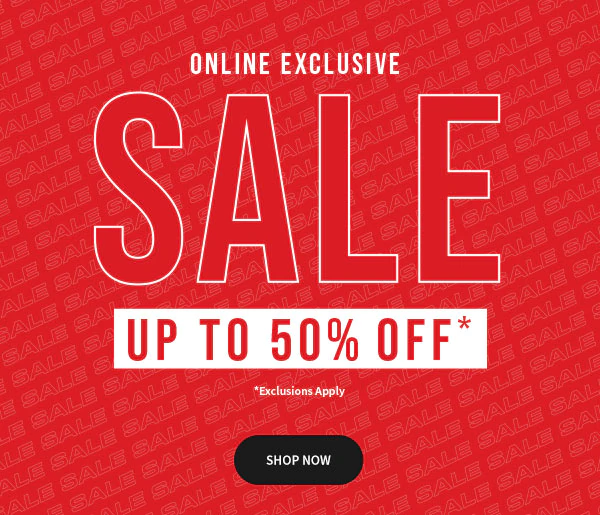 ONLINE EXCLUSIVE
SALE
UP TO 50% OFF*
*Exclusions Apply
SHOP NOW